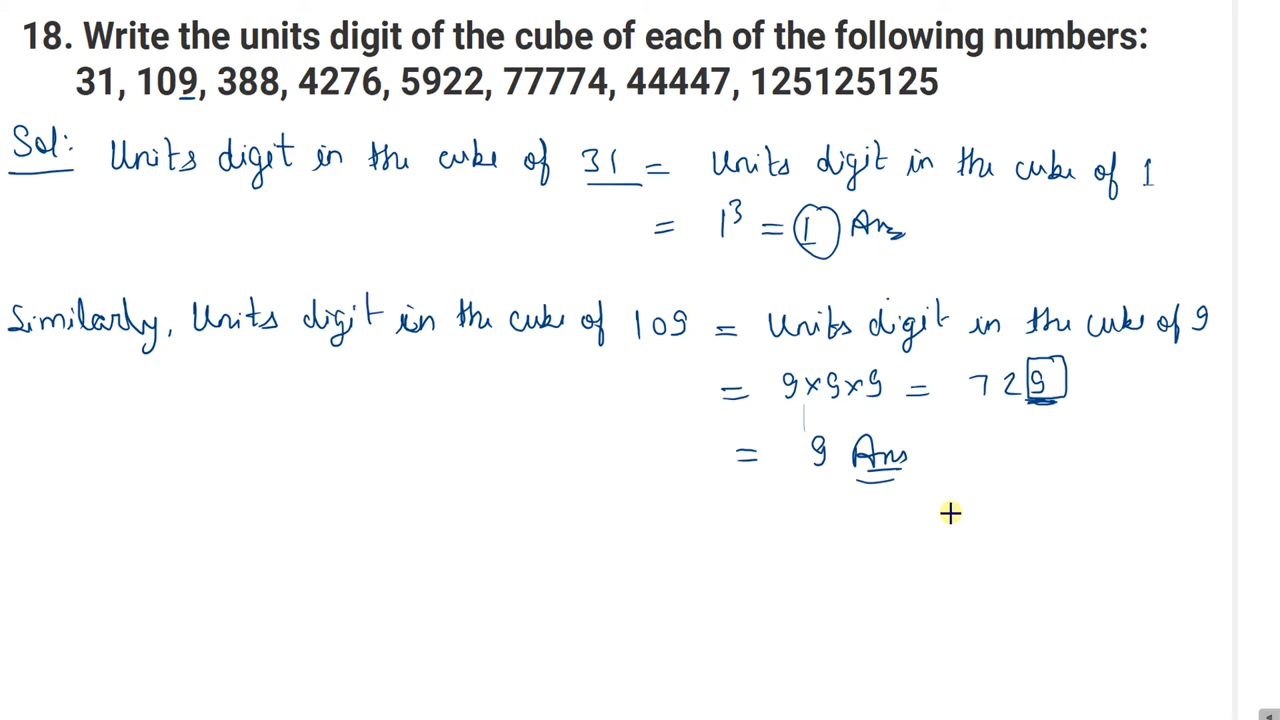 18. Write the units digit of the cube of each of the following numbers:
31, 109, 388, 4276, 5922, 77774, 44447, 125125125
Sol: Units digit in the cube of 31 = Units digit in the cube of 1
= 1³ = 1 Ans
Similarly, Units digit in the cube of 109 = Units digit in the cube of 9
= 9×9×9 = 729
= 9 Ans
1